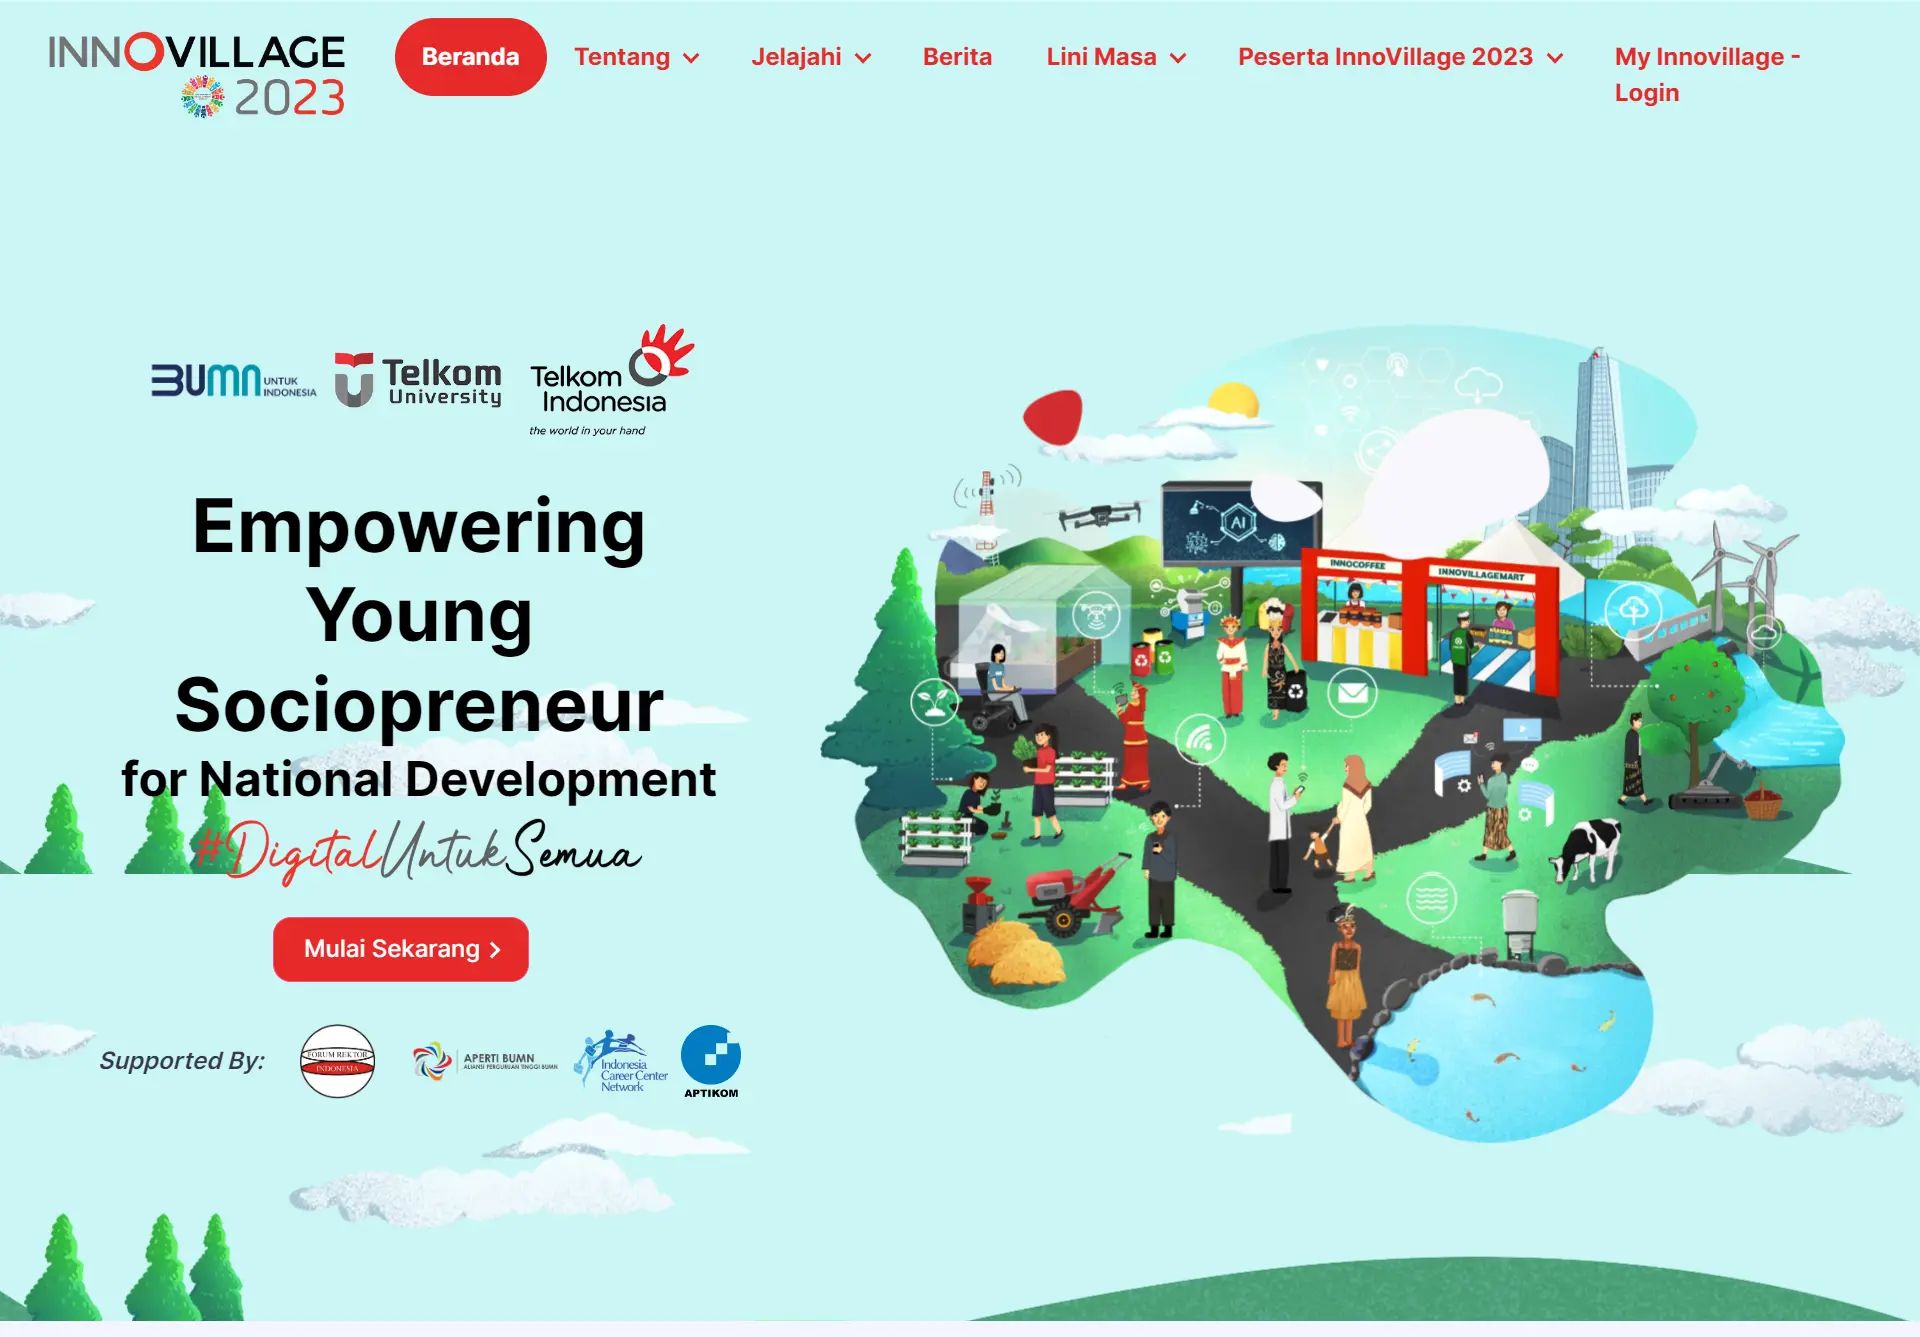 INNOVILLAGE
2023
Beranda
Tentang
Jelajahi
Berita
Lini Masa
Peserta InnoVillage 2023
My Innovillage -
Login
BUMN UNTUK
INDONESIA
Telkom
University
Telkom
Indonesia
the world in your hand
Empowering
Young
Sociopreneur
for National Development
#DigitalUntukSemua
Mulai Sekarang
Supported By:
FORUM REKTOR
INDONESIA
APERTI BUMN
ALIANSI PERGURUAN TINGGI BUMN
Indonesia
Career Center
Network
APTIKOM
AI
INNOCOFFEE
INNOVILLAGEMART